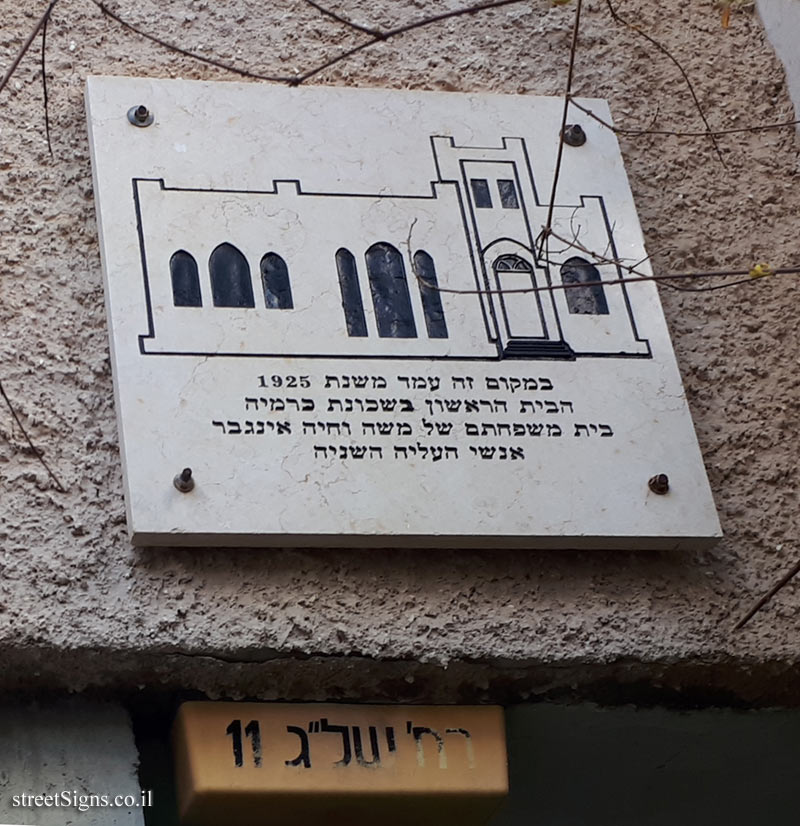 במקום זה עמד משנת 1925
הבית הראשון בשכונת כרמיה
בית משפחתם של משה וחיה אינגבר
אנשי העליה השניה
רח' של"ג 11
streetSigns.co.il